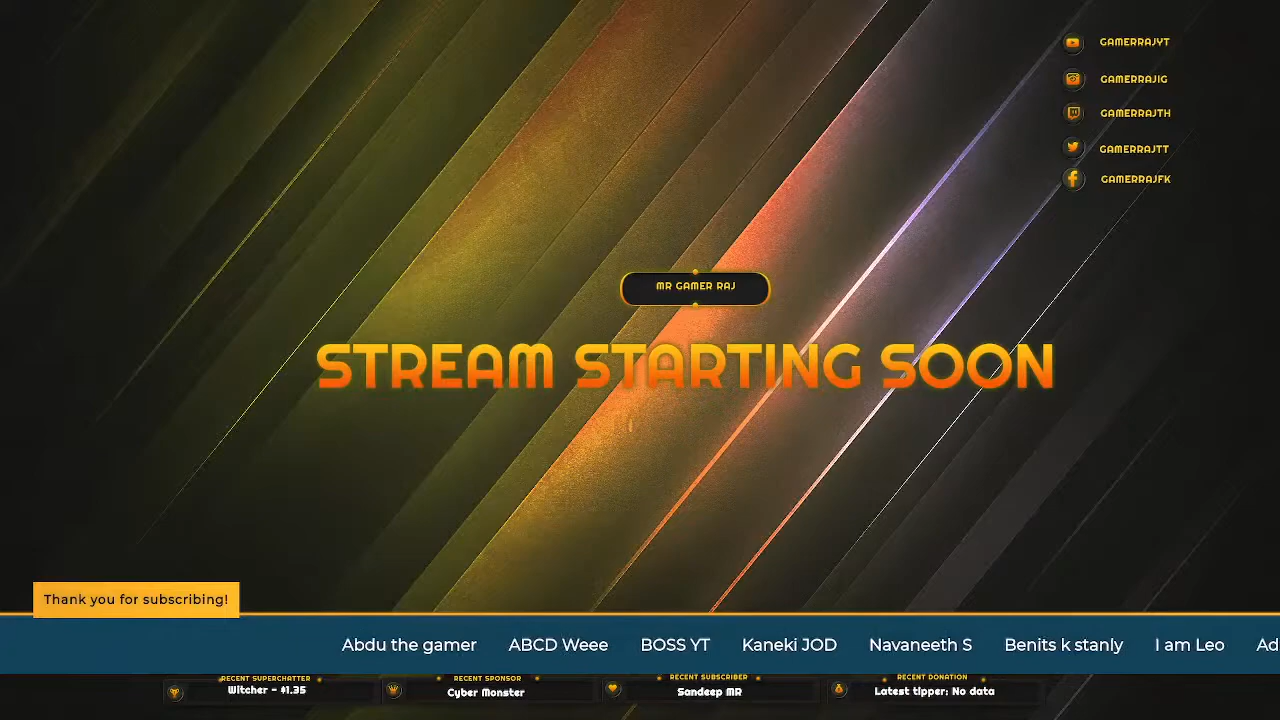 GAMERRAJYT
GAMERRAJIG
GAMERRAJTH
GAMERRAJTT
GAMERRAJFK
MR GAMER RAJ
STREAM STARTING SOON
Thank you for subscribing!
Abdu the gamer ABCD Weee BOSS YT Kaneki JOD Navaneeth S Benits k stanly I am Leo Ad
RECENT SUPERCHATTER RECENT SPONSOR RECENT SUBSCRIBER RECENT DONATION
Witcher - $1.35 Cyber Monster Sandeep MR Latest tipper: No data